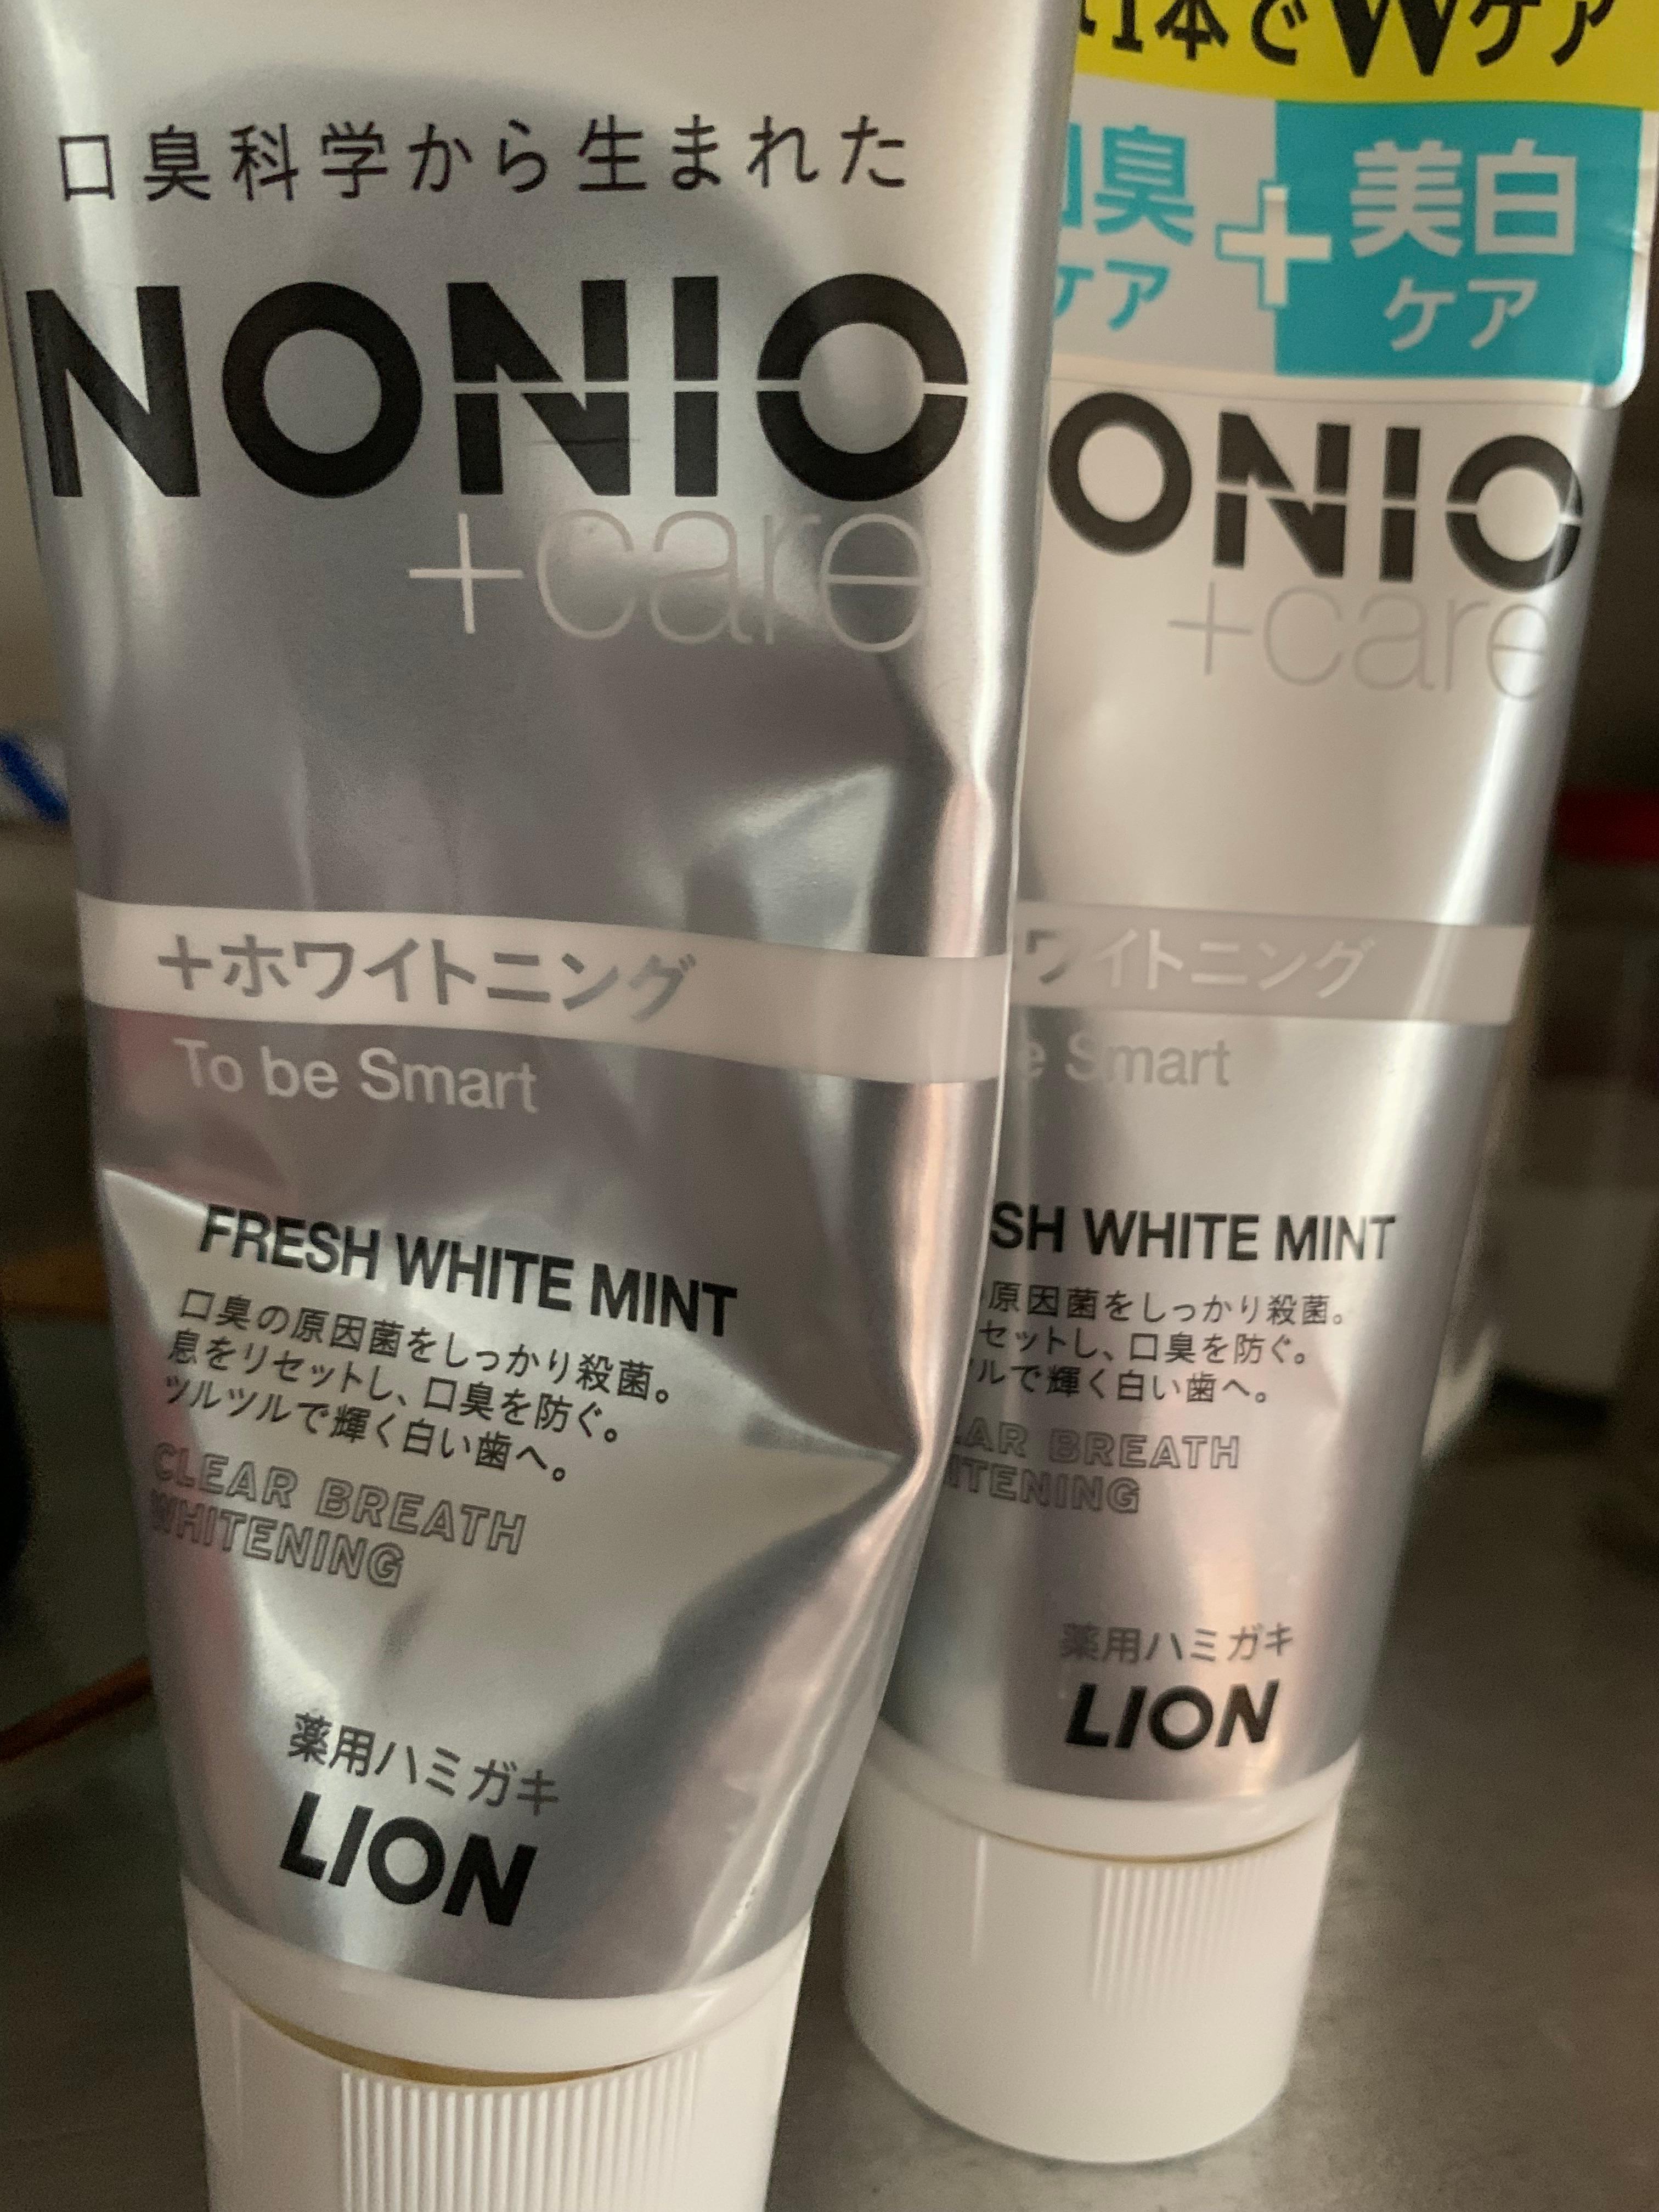 口臭科学から生まれた
NONIO
+care
+ホワイトニング
To be Smart
FRESH WHITE MINT
口臭の原因菌をしっかり殺菌。
息をリセットし、口臭を防ぐ。
ツルツルで輝く白い歯へ。
CLEAR BREATH
WHITENING
薬用ハミガキ
LION
1本でWケア
口臭
ケア
+
美白
ケア
ONIO
+care
ワイトニング
e Smart
SH WHITE MINT
原因菌をしっかり殺菌。
セットし、口臭を防ぐ。
ルで輝く白い歯へ。
EAR BREATH
ITENING
薬用ハミガキ
LION